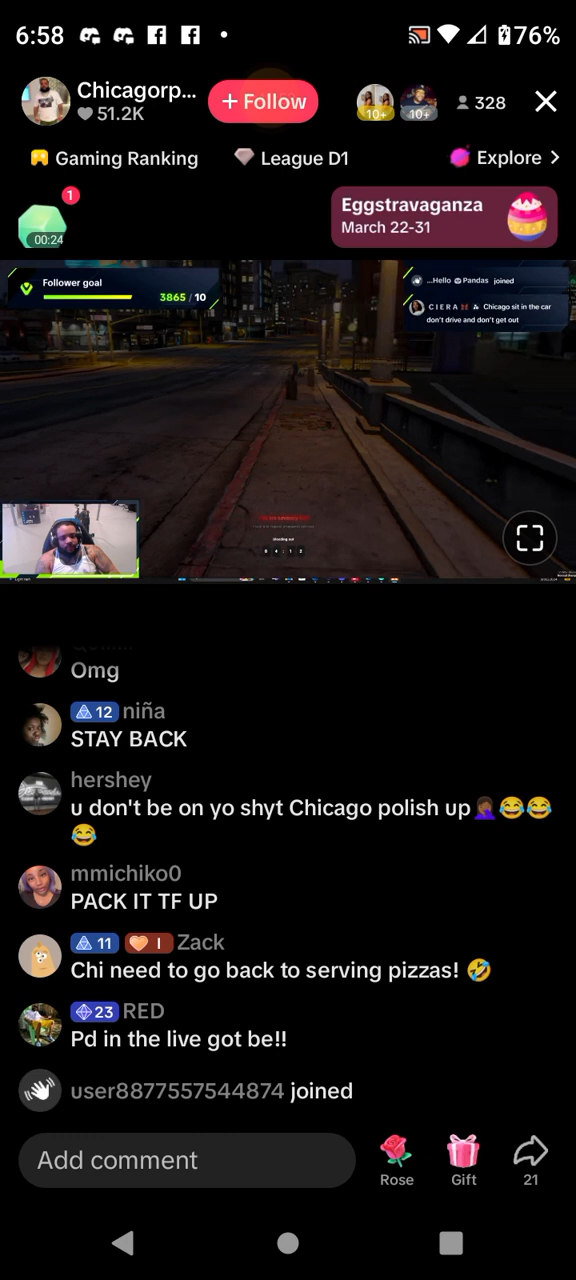 6:58
76%
Chicagorp...
51.2K
+ Follow
10+
10+
328
Gaming Ranking
League D1
Explore >
1
00:24
Eggstravaganza
March 22-31
Follower goal
3865 / 10
...Hello Pandas joined
C I E R A Chicago sit in the car
don't drive and don't get out
Omg
12 niña
STAY BACK
hershey
u don't be on yo shyt Chicago polish up🤦🏾‍♀️😂😂
😂
mmichiko0
PACK IT TF UP
11 I Zack
Chi need to go back to serving pizzas! 🤣
23 RED
Pd in the live got be!!
user8877557544874 joined
Add comment
Rose
Gift
21